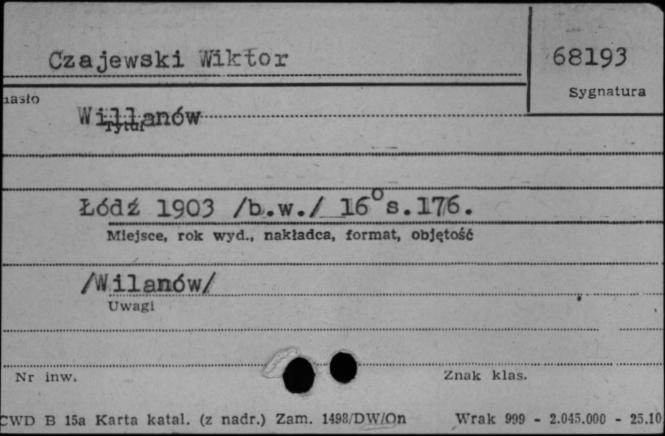 Czajewski Wiktor
68193
Sygnatura
hasło
Willanów
Tytuł
Łódź 1903 /b.w./ 16° s.176.
Miejsce, rok wyd., nakładca, format, objętość
/Wilanów/
Uwagi
Nr inw.
Znak klas.
CWD B 15a Karta katal. (z nadr.) Zam. 1498/DW/On Wrak 999 - 2.045.000 - 25.10